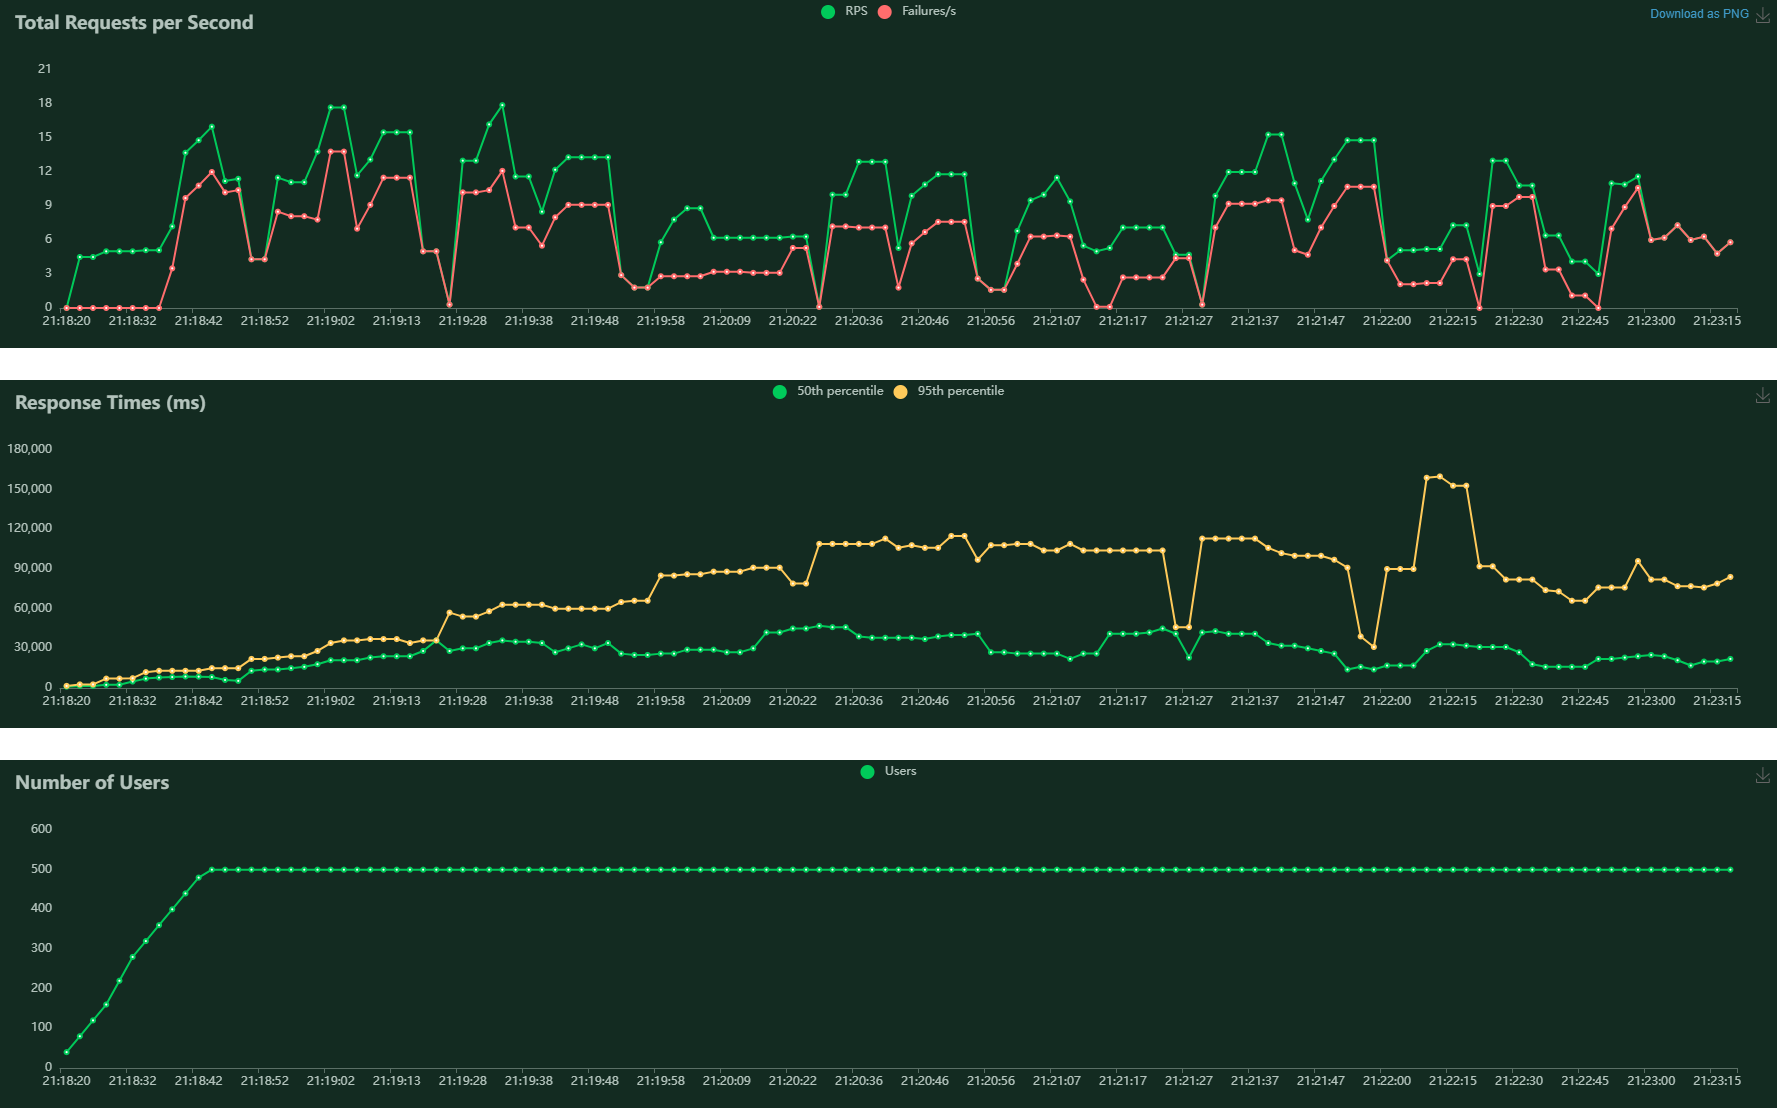 Total Requests per Second
RPS Failures/s
Download as PNG
21
18
15
12
9
6
3
0
21:18:20 21:18:32 21:18:42 21:18:52 21:19:02 21:19:13 21:19:28 21:19:38 21:19:48 21:19:58 21:20:09 21:20:22 21:20:36 21:20:46 21:20:56 21:21:07 21:21:17 21:21:27 21:21:37 21:21:47 21:22:00 21:22:15 21:22:30 21:22:45 21:23:00 21:23:15
Response Times (ms)
50th percentile 95th percentile
180,000
150,000
120,000
90,000
60,000
30,000
0
21:18:20 21:18:32 21:18:42 21:18:52 21:19:02 21:19:13 21:19:28 21:19:38 21:19:48 21:19:58 21:20:09 21:20:22 21:20:36 21:20:46 21:20:56 21:21:07 21:21:17 21:21:27 21:21:37 21:21:47 21:22:00 21:22:15 21:22:30 21:22:45 21:23:00 21:23:15
Number of Users
Users
600
500
400
300
200
100
0
21:18:20 21:18:32 21:18:42 21:18:52 21:19:02 21:19:13 21:19:28 21:19:38 21:19:48 21:19:58 21:20:09 21:20:22 21:20:36 21:20:46 21:20:56 21:21:07 21:21:17 21:21:27 21:21:37 21:21:47 21:22:00 21:22:15 21:22:30 21:22:45 21:23:00 21:23:15